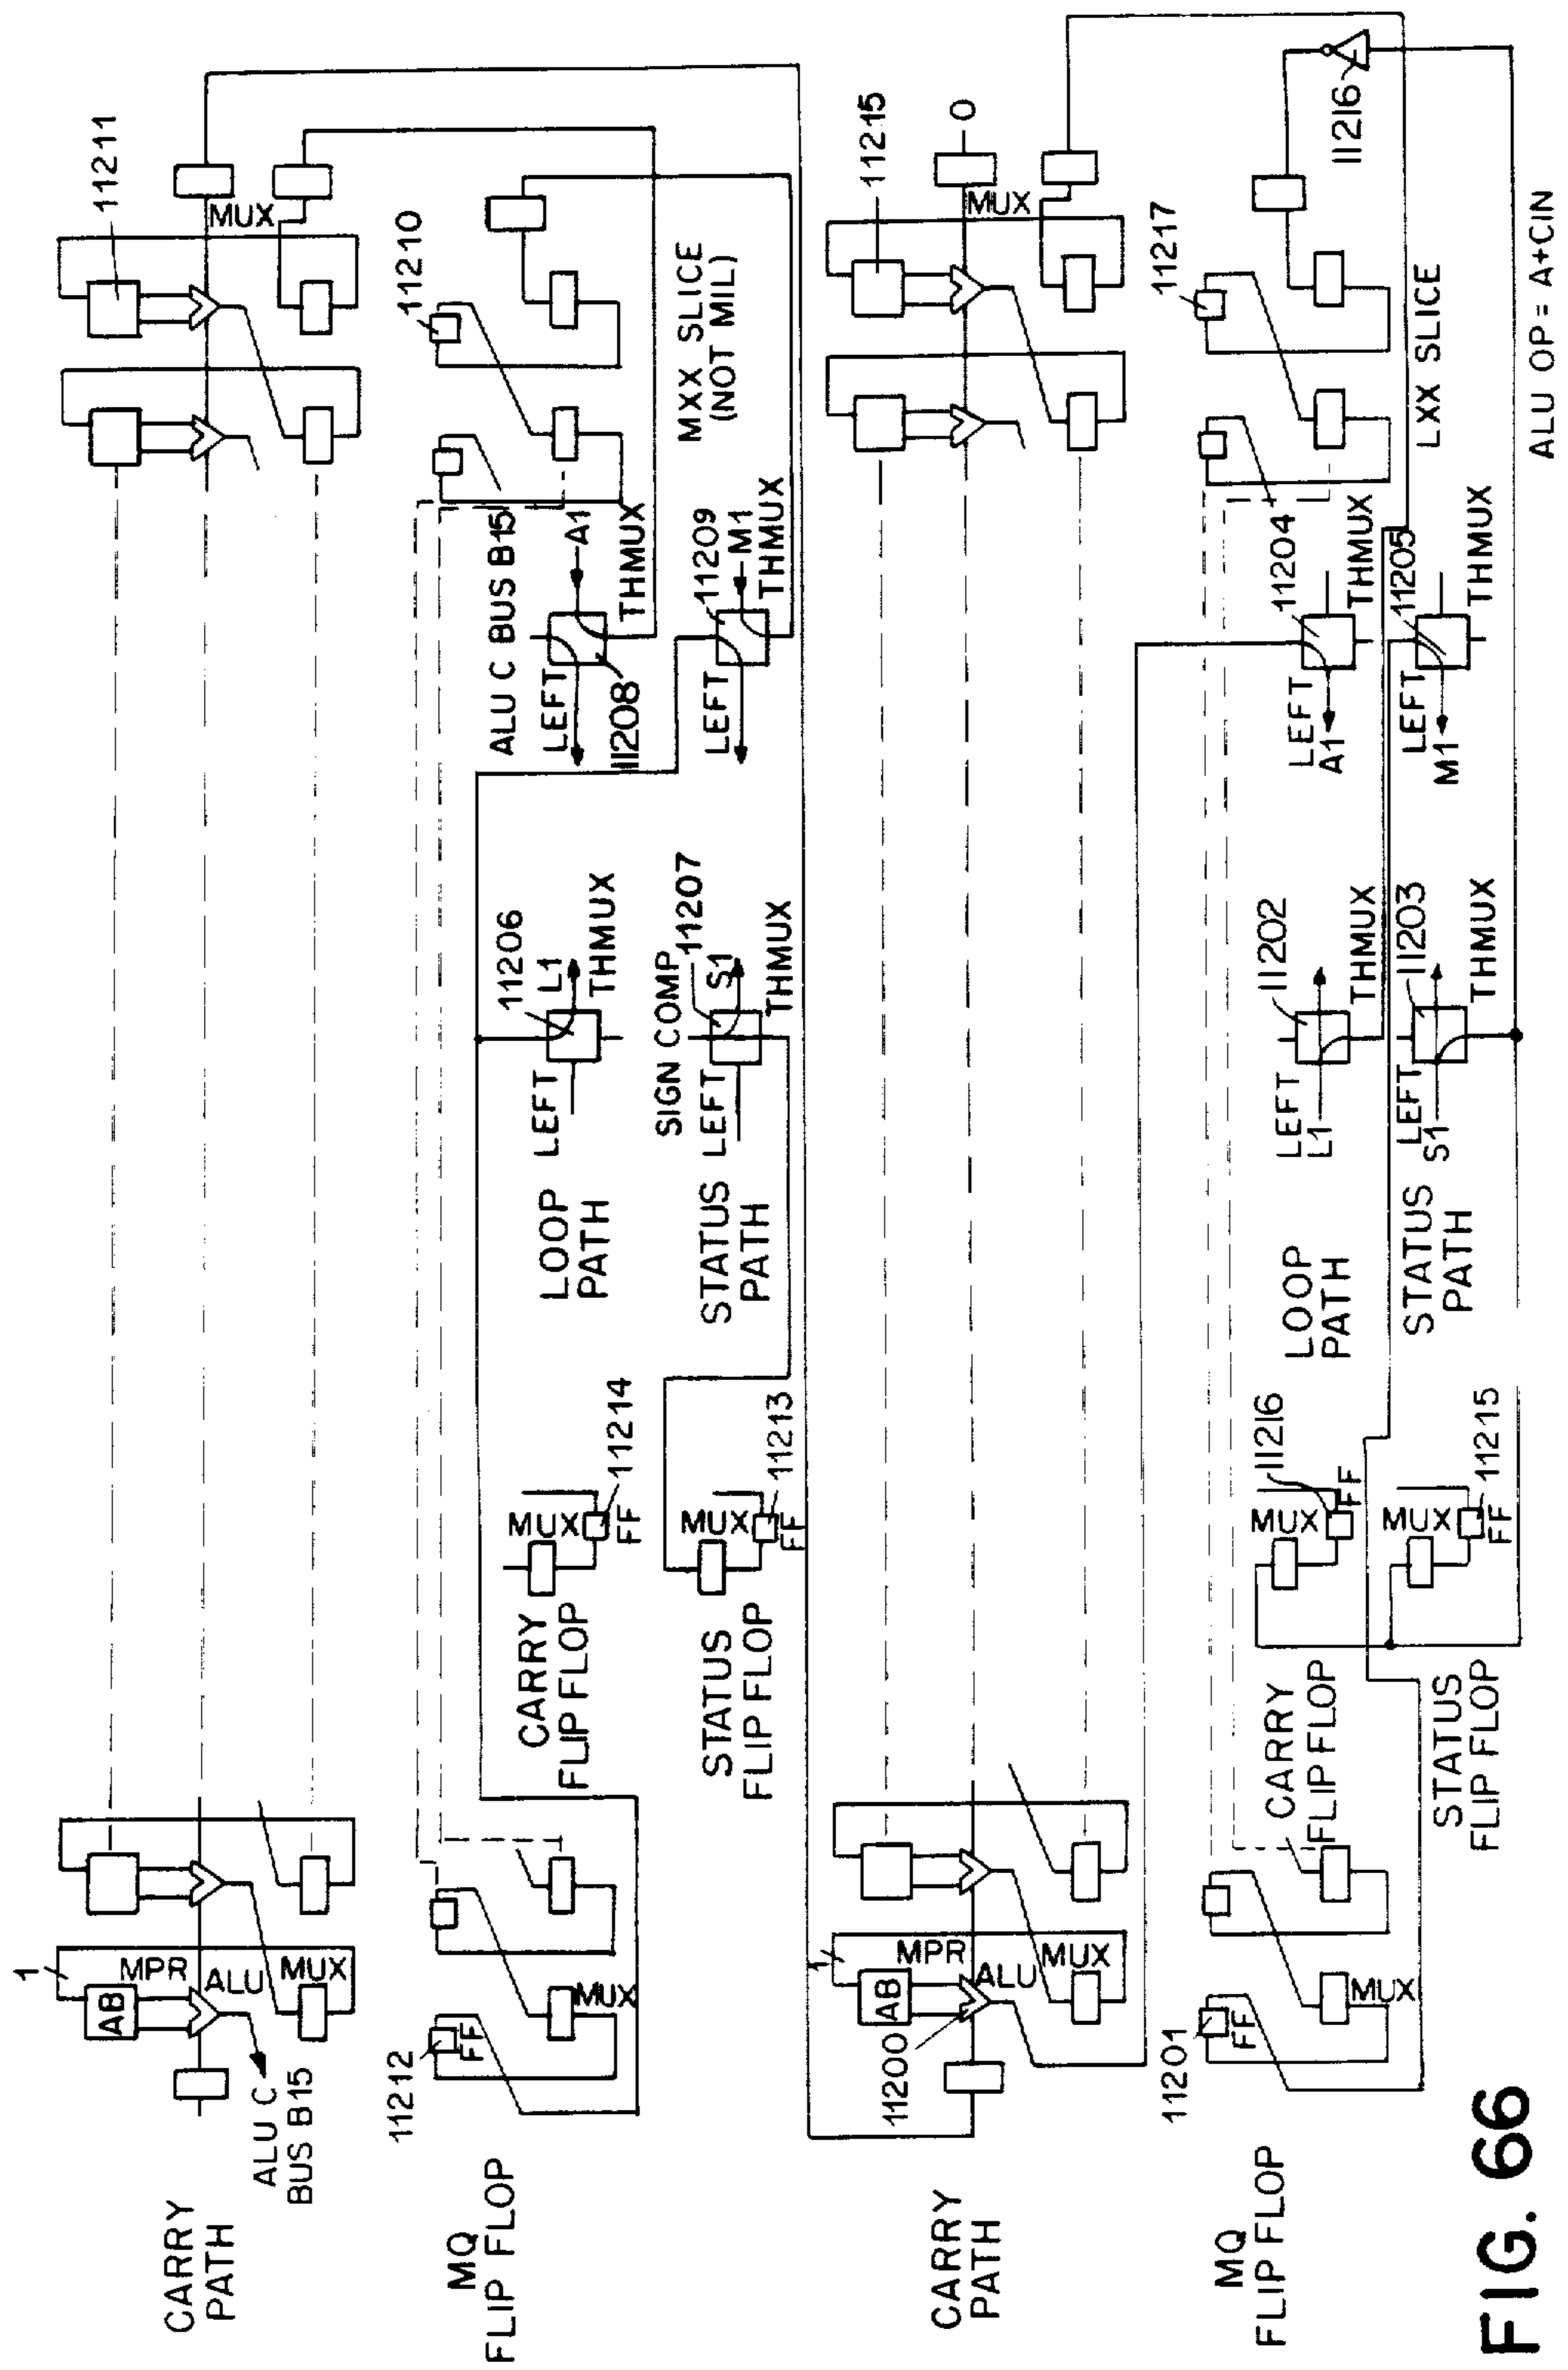 CARRY
PATH
1
AB
MPR
ALU
MUX
ALU C
BUS B15
MUX
11211
MQ
FLIP FLOP
11212
FF
MUX
11210
CARRY
FLIP FLOP
MUX
FF
11214
LOOP
PATH
LEFT
11206
L1
THMUX
ALU C BUS B15
LEFT
11208
A1
THMUX
MXX SLICE
(NOT MIL)
STATUS
FLIP FLOP
MUX
FF
11213
STATUS
PATH
SIGN COMP
LEFT
11207
S1
THMUX
LEFT
11209
M1
THMUX
CARRY
PATH
1
AB
MPR
ALU
MUX
11200
MUX
11215
0
MQ
FLIP FLOP
11201
FF
MUX
11217
CARRY
FLIP FLOP
MUX
FF
11216
LOOP
PATH
LEFT
L1
11202
THMUX
LEFT
A1
11204
THMUX
LXX SLICE
11216
STATUS
FLIP FLOP
MUX
FF
11215
STATUS
PATH
LEFT
S1
11203
THMUX
LEFT
M1
11205
THMUX
ALU OP = A+CIN
FIG. 66